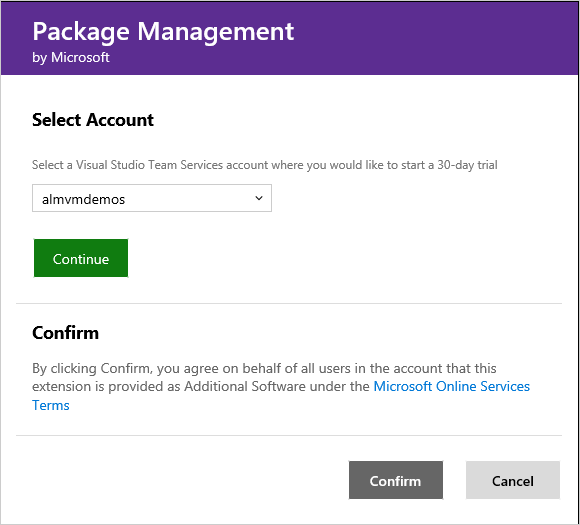 Package Management
by Microsoft
Select Account
Select a Visual Studio Team Services account where you would like to start a 30-day trial
almvmdemos
Continue
Confirm
By clicking Confirm, you agree on behalf of all users in the account that this
extension is provided as Additional Software under the Microsoft Online Services
Terms
Confirm
Cancel